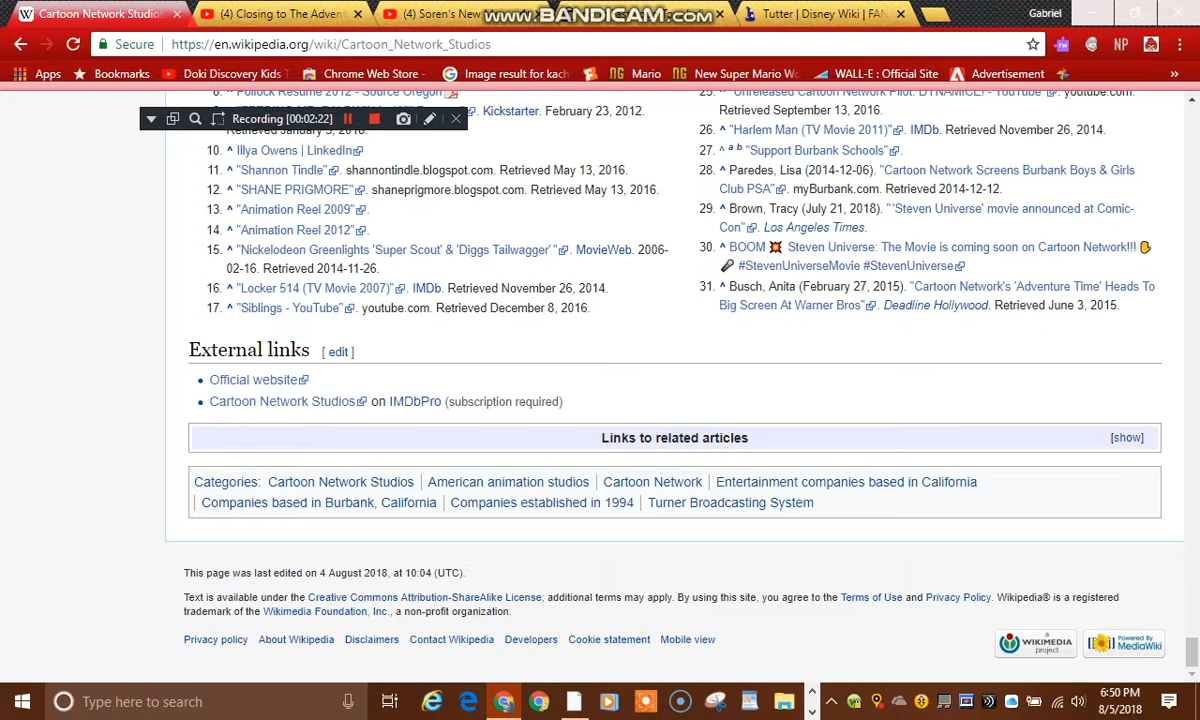 Cartoon Network Studios
(4) Closing to The Advent
(4) Soren's New
www.BANDICAM.com
Tutter | Disney Wiki | FAN
Gabriel
Secure
https://en.wikipedia.org/wiki/Cartoon_Network_Studios
NP
Apps
Bookmarks
Doki Discovery Kids
Chrome Web Store -
Image result for kach
Mario
New Super Mario Wo
WALL-E : Official Site
Advertisement
»
Recording [00:02:22]
8. ^ "Pollock Resume 2012 - Source Oregon"
Kickstarter. February 23, 2012.
10. ^ Illya Owens | LinkedIn
11. ^ "Shannon Tindle". shannontindle.blogspot.com. Retrieved May 13, 2016.
12. ^ "SHANE PRIGMORE". shaneprigmore.blogspot.com. Retrieved May 13, 2016.
13. ^ "Animation Reel 2009".
14. ^ "Animation Reel 2012".
15. ^ "Nickelodeon Greenlights 'Super Scout' & 'Diggs Tailwagger'". MovieWeb. 2006-
02-16. Retrieved 2014-11-26.
16. ^ "Locker 514 (TV Movie 2007)". IMDb. Retrieved November 26, 2014.
17. ^ "Siblings - YouTube". youtube.com. Retrieved December 8, 2016.
25. ^ "Unreleased Cartoon Network Pilot: DYNAMICE! - YouTube". youtube.com.
Retrieved September 13, 2016.
26. ^ "Harlem Man (TV Movie 2011)". IMDb. Retrieved November 26, 2014.
27. ^ a b "Support Burbank Schools".
28. ^ Paredes, Lisa (2014-12-06). "Cartoon Network Screens Burbank Boys & Girls
Club PSA". myBurbank.com. Retrieved 2014-12-12.
29. ^ Brown, Tracy (July 21, 2018). "'Steven Universe' movie announced at Comic-
Con". Los Angeles Times.
30. ^ BOOM 💥 Steven Universe: The Movie is coming soon on Cartoon Network!!! ✋
🎤 #StevenUniverseMovie #StevenUniverse
31. ^ Busch, Anita (February 27, 2015). "Cartoon Network's 'Adventure Time' Heads To
Big Screen At Warner Bros". Deadline Hollywood. Retrieved June 3, 2015.
External links [ edit ]
• Official website
• Cartoon Network Studios on IMDbPro (subscription required)
Links to related articles [show]
Categories: Cartoon Network Studios | American animation studios | Cartoon Network | Entertainment companies based in California
| Companies based in Burbank, California | Companies established in 1994 | Turner Broadcasting System
This page was last edited on 4 August 2018, at 10:04 (UTC).
Text is available under the Creative Commons Attribution-ShareAlike License; additional terms may apply. By using this site, you agree to the Terms of Use and Privacy Policy. Wikipedia® is a registered
trademark of the Wikimedia Foundation, Inc., a non-profit organization.
Privacy policy About Wikipedia Disclaimers Contact Wikipedia Developers Cookie statement Mobile view
a
WIKIMEDIA
project
Powered By
MediaWiki
Type here to search
6:50 PM
8/5/2018